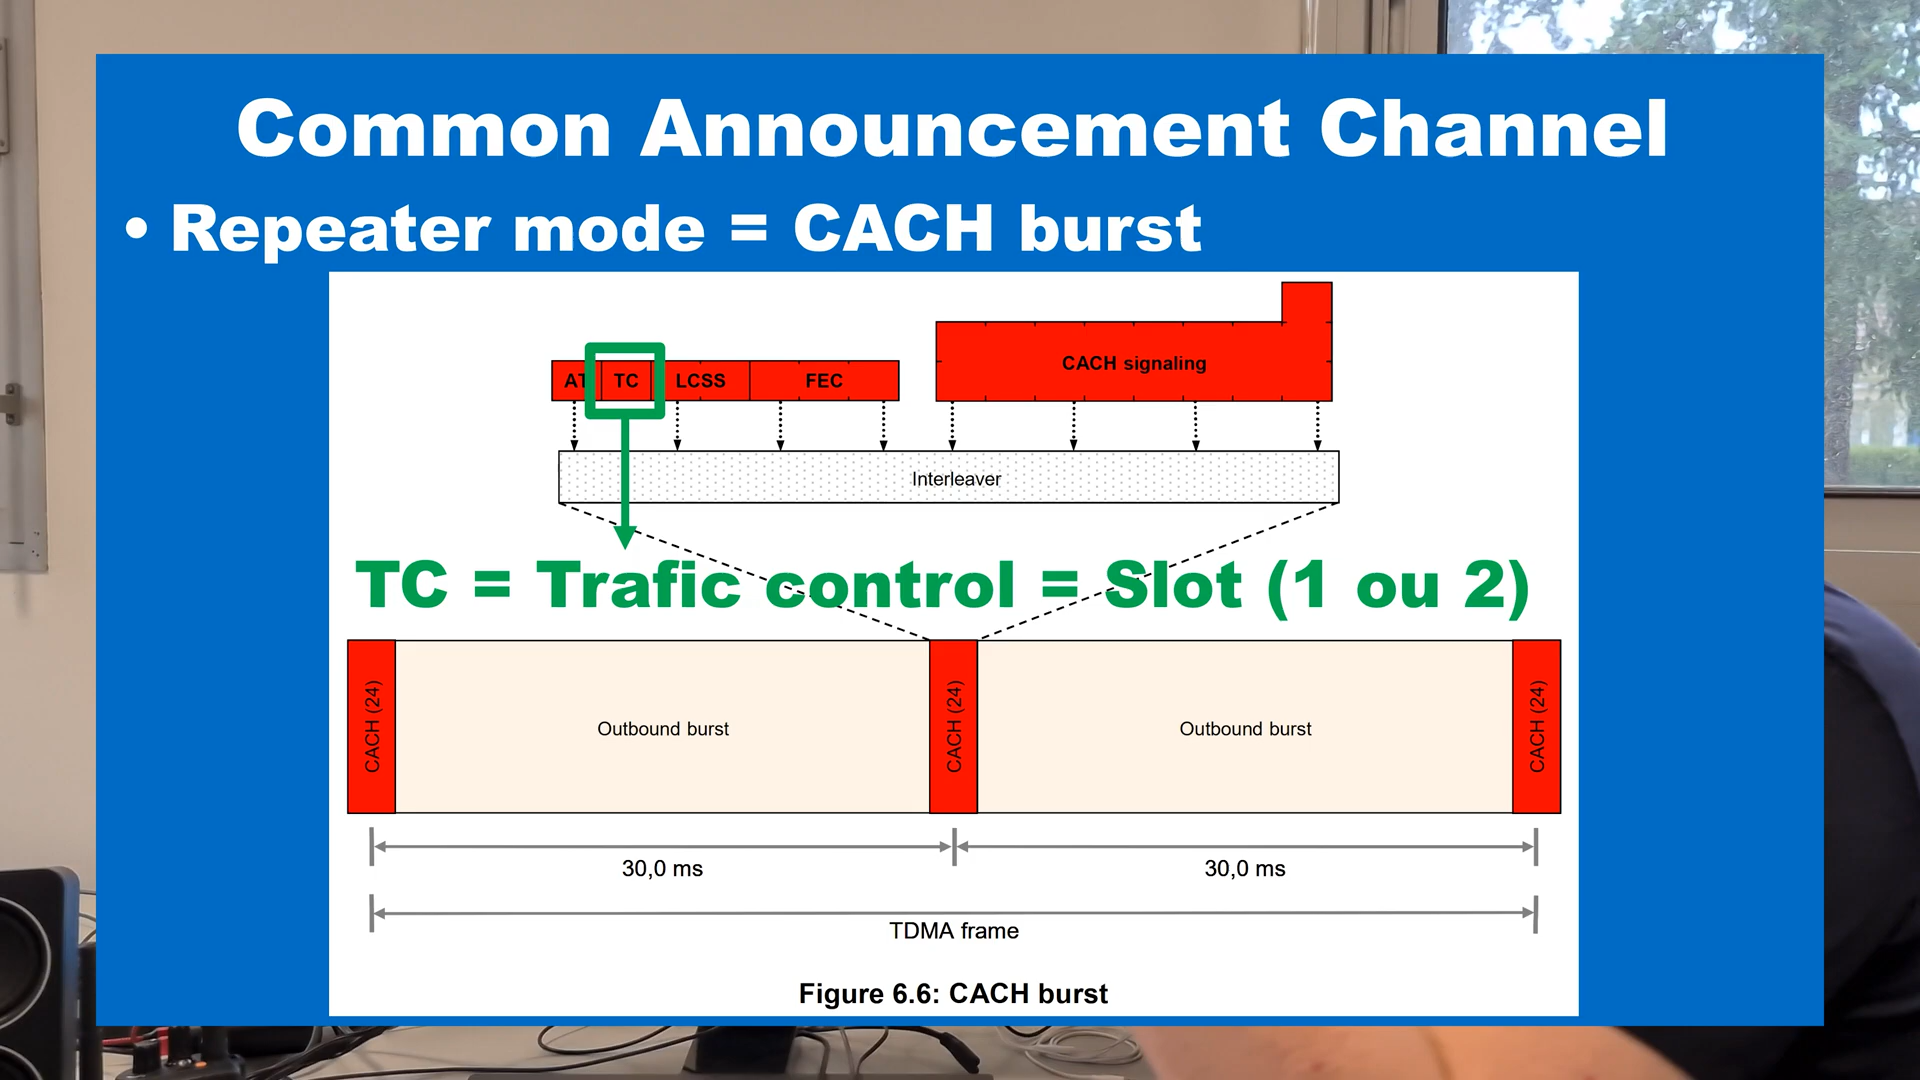 Common Announcement Channel
• Repeater mode = CACH burst
AT TC LCSS FEC
CACH signaling
Interleaver
TC = Trafic control = Slot (1 ou 2)
CACH (24)
Outbound burst
CACH (24)
Outbound burst
CACH (24)
30,0 ms
30,0 ms
TDMA frame
Figure 6.6: CACH burst